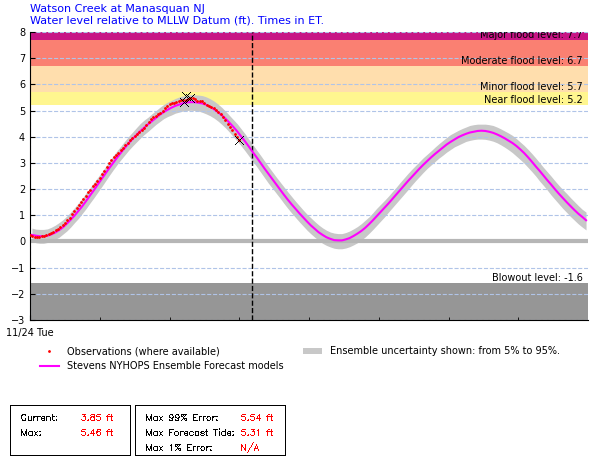 Watson Creek at Manasquan NJ
Water level relative to MLLW Datum (ft). Times in ET.
8
Major flood level: 7.7
7
Moderate flood level: 6.7
6
Minor flood level: 5.7
Near flood level: 5.2
5
4
3
2
1
0
−1
Blowout level: -1.6
−2
−3
11/24 Tue
Observations (where available)
Ensemble uncertainty shown: from 5% to 95%.
Stevens NYHOPS Ensemble Forecast models
Current: 3.85 ft
Max: 5.46 ft
Max 99% Error: 5.54 ft
Max Forecast Tide: 5.31 ft
Max 1% Error: N/A